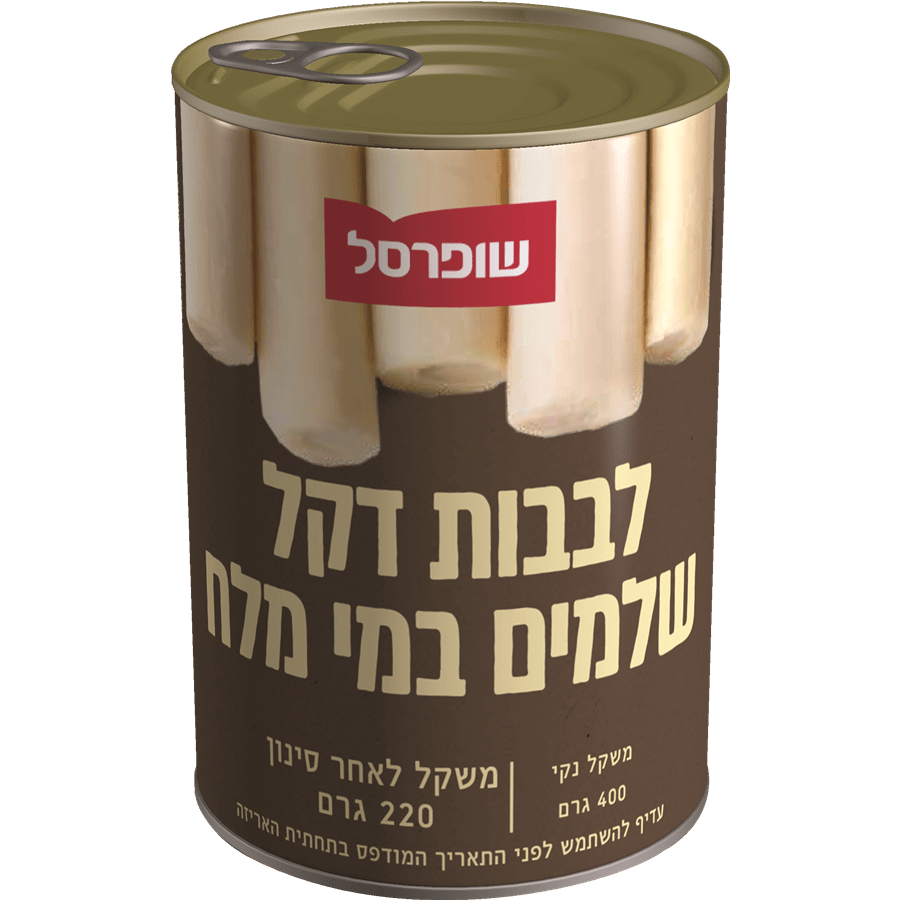 שופרסל
לבבות דקל
שלמים במי מלח
משקל נקי
400 גרם
משקל לאחר סינון
220 גרם
עדיף להשתמש לפני התאריך המודפס בתחתית האריזה